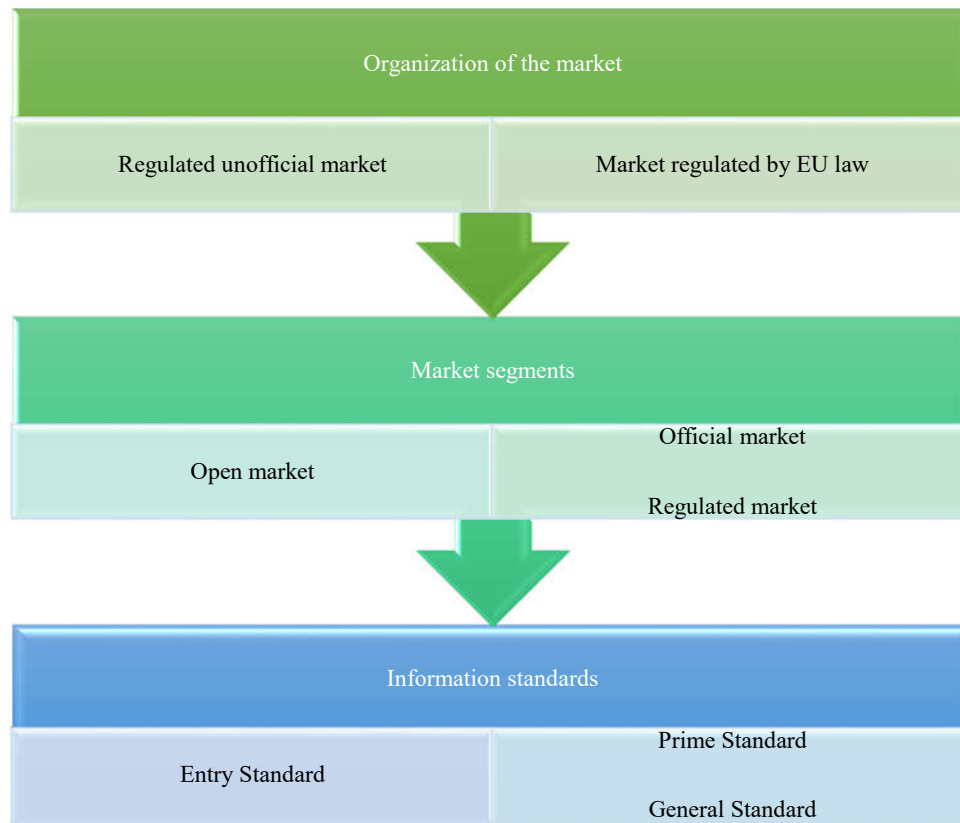 Organization of the market
Regulated unofficial market
Market regulated by EU law
Market segments
Open market
Official market
Regulated market
Information standards
Entry Standard
Prime Standard
General Standard